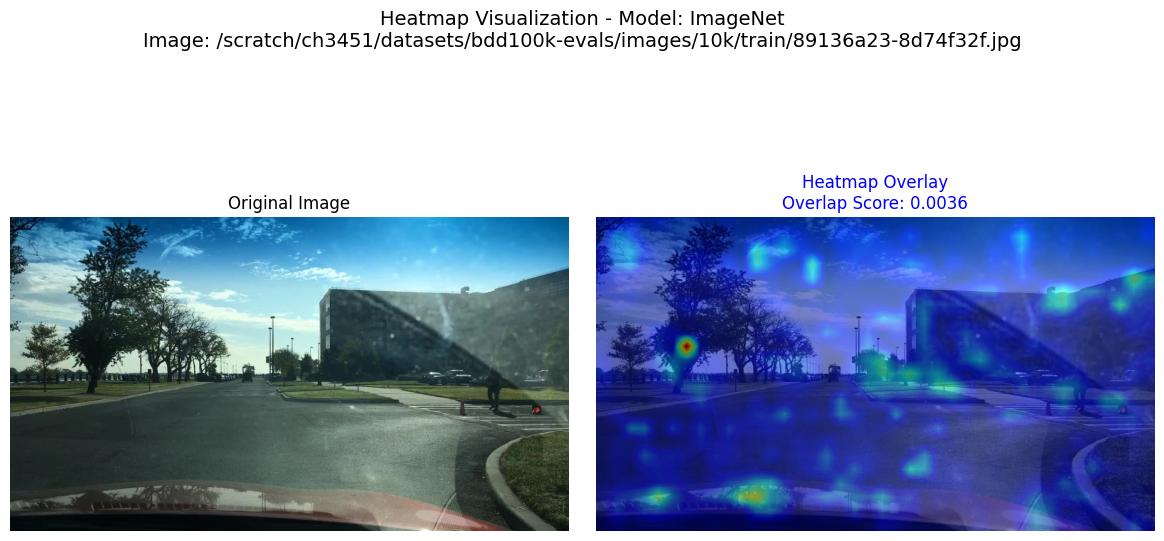 Heatmap Visualization - Model: ImageNet
Image: /scratch/ch3451/datasets/bdd100k-evals/images/10k/train/89136a23-8d74f32f.jpg
Original Image
Heatmap Overlay
Overlap Score: 0.0036